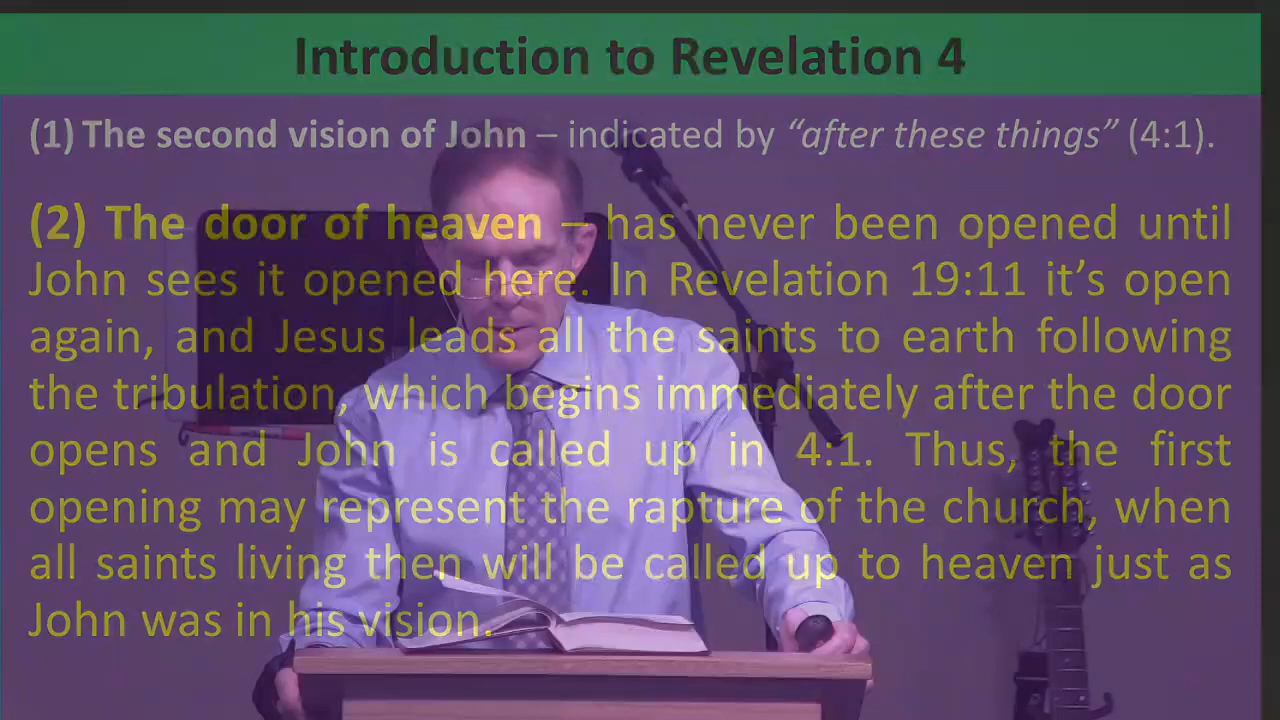 Introduction to Revelation 4
(1) The second vision of John – indicated by “after these things” (4:1).
(2) The door of heaven – has never been opened until
John sees it opened here. In Revelation 19:11 it’s open
again, and Jesus leads all the saints to earth following
the tribulation, which begins immediately after the door
opens and John is called up in 4:1. Thus, the first
opening may represent the rapture of the church, when
all saints living then will be called up to heaven just as
John was in his vision.